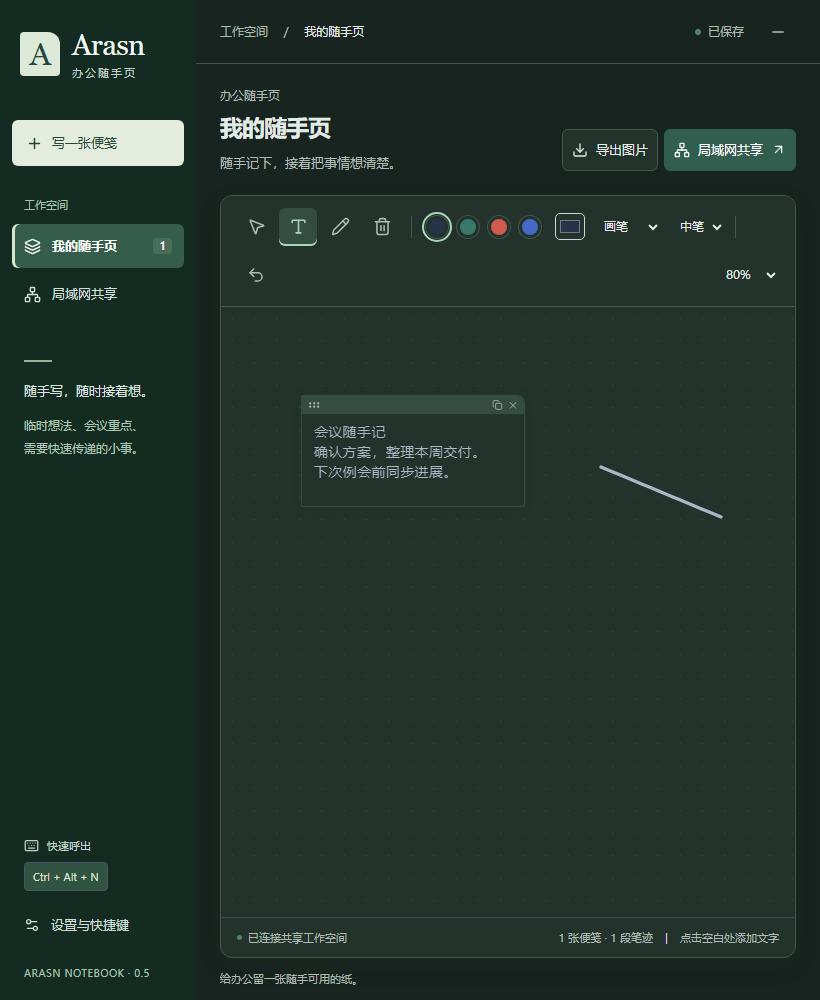 A
Arasn
办公随手页
写一张便笺
工作空间
我的随手页 1
局域网共享
随手写,随时接着想。
临时想法、会议重点、
需要快速传递的小事。
快速呼出
Ctrl + Alt + N
设置与快捷键
ARASN NOTEBOOK · 0.5
工作空间 / 我的随手页
已保存
办公随手页
我的随手页
随手记下,接着把事情想清楚。
导出图片
局域网共享
画笔
中笔
80%
会议随手记
确认方案,整理本周交付。
下次例会前同步进展。
已连接共享工作空间
1 张便笺 · 1 段笔迹 | 点击空白处添加文字
给办公留一张随手可用的纸。